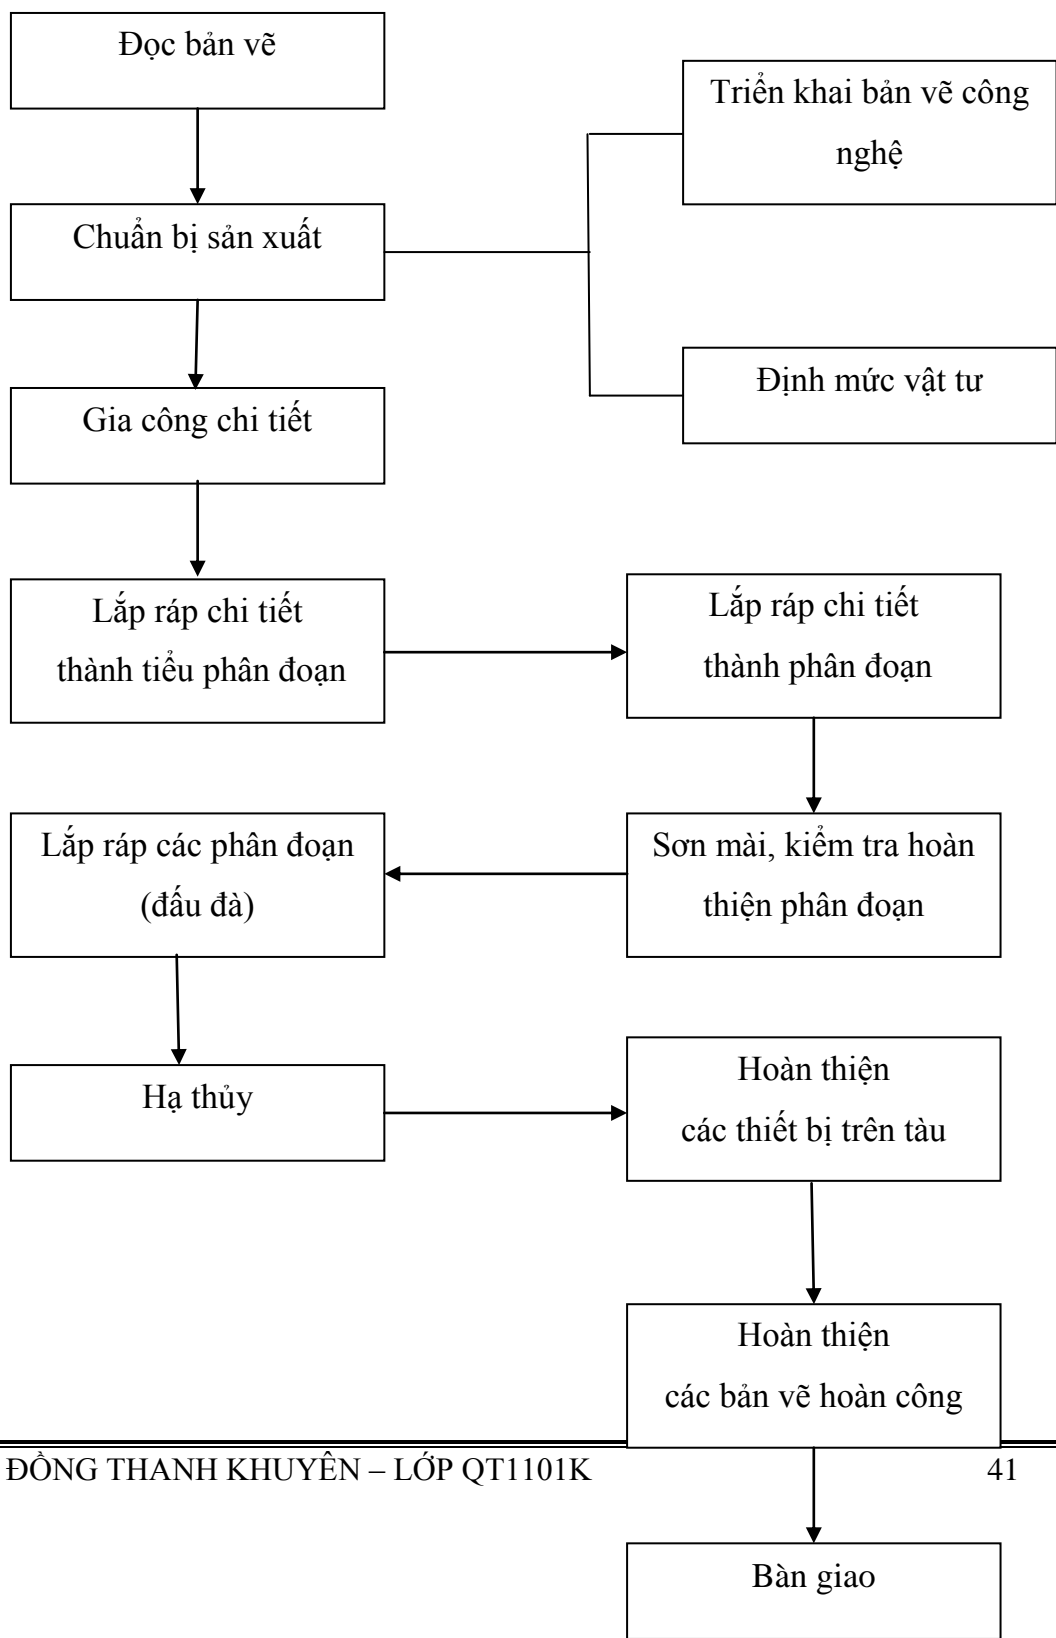 Đọc bản vẽ
Triển khai bản vẽ công
nghệ
Chuẩn bị sản xuất
Định mức vật tư
Gia công chi tiết
Lắp ráp chi tiết
thành tiểu phân đoạn
Lắp ráp chi tiết
thành phân đoạn
Sơn mài, kiểm tra hoàn
thiện phân đoạn
Lắp ráp các phân đoạn
(đấu đà)
Hạ thủy
Hoàn thiện
các thiết bị trên tàu
Hoàn thiện
các bản vẽ hoàn công
ĐỒNG THANH KHUYÊN – LỚP QT1101K 41
Bàn giao